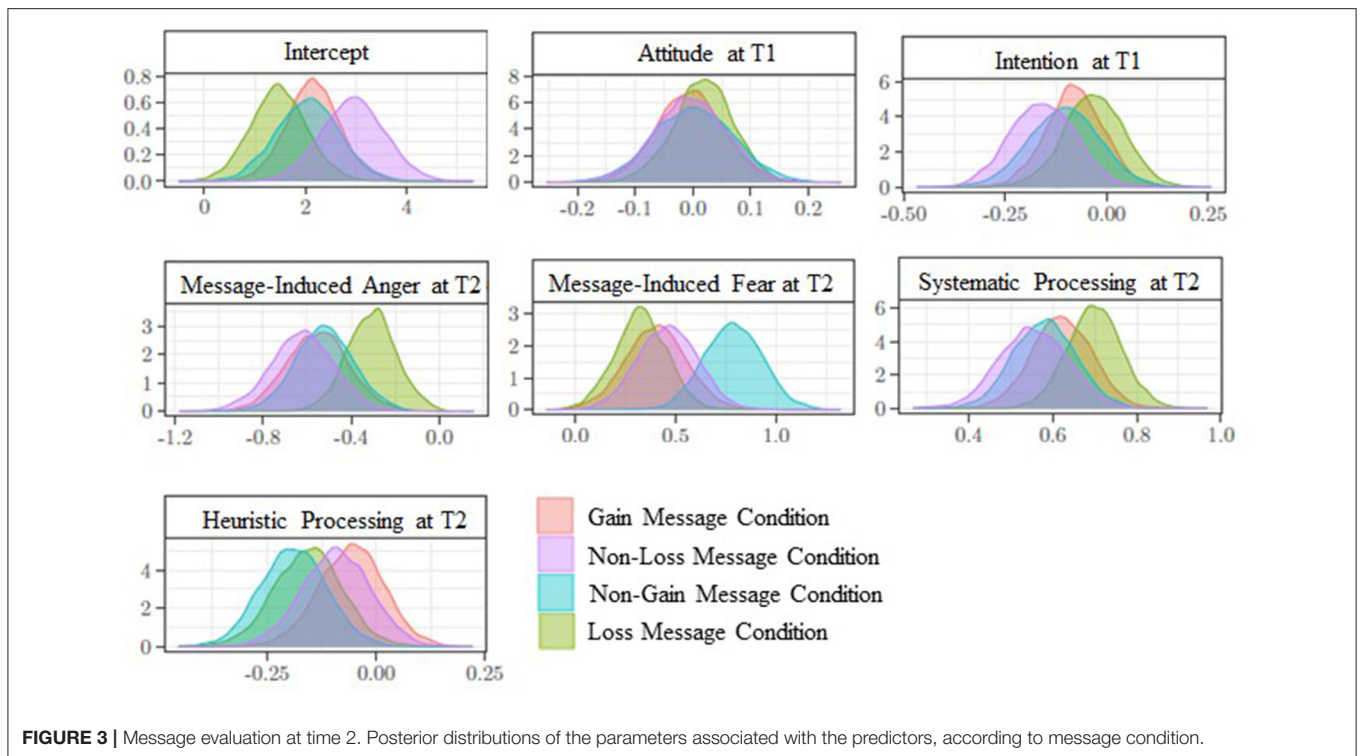 Intercept
Attitude at T1
Intention at T1
0.8
0.6
0.4
0.2
0.0
0 2 4
8
6
4
2
0
-0.2 -0.1 0.0 0.1 0.2
6
4
2
0
-0.50 -0.25 0.00 0.25
Message-Induced Anger at T2
Message-Induced Fear at T2
Systematic Processing at T2
3
2
1
0
-1.2 -0.8 -0.4 0.0
3
2
1
0
0.0 0.5 1.0
6
4
2
0
0.4 0.6 0.8 1.0
Heuristic Processing at T2
4
2
0
-0.25 0.00 0.25
Gain Message Condition
Non-Loss Message Condition
Non-Gain Message Condition
Loss Message Condition
FIGURE 3 | Message evaluation at time 2. Posterior distributions of the parameters associated with the predictors, according to message condition.